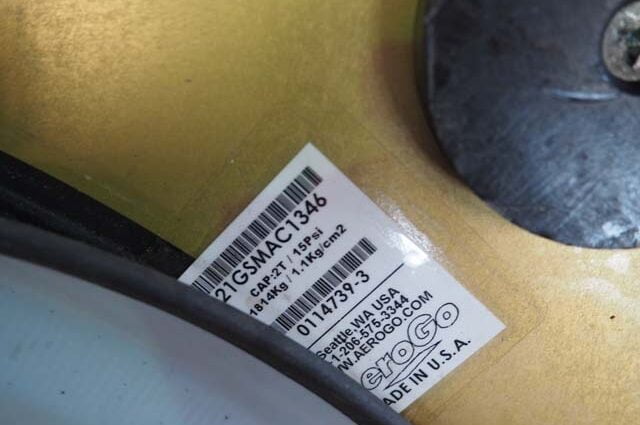 21GSMAC1346
CAP-2T / 15Psi
1814Kg / 1.1Kg/cm2
0114739-3
Seattle,WA USA
1-206-575-3344
WWW.AEROGO.COM
eroGo
ADE IN U.S.A.